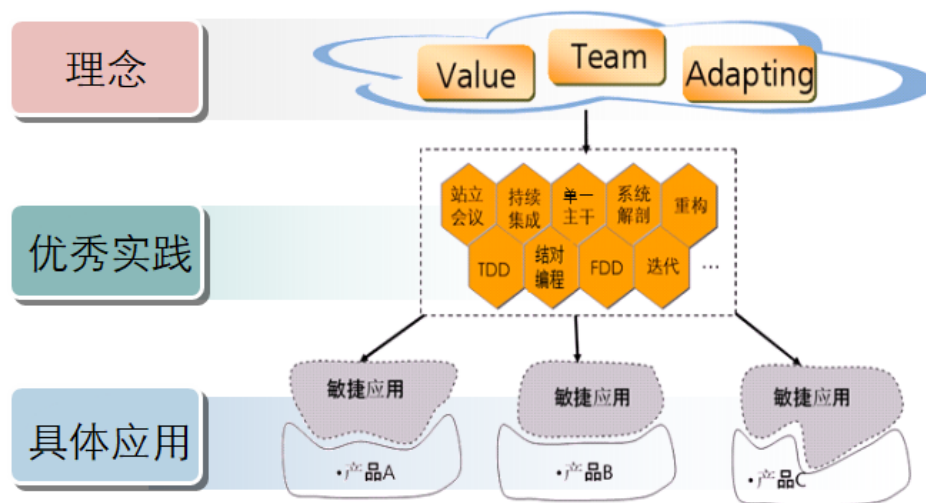 理念
Value
Team
Adapting
优秀实践
站立
会议
持续
集成
单一
主干
系统
解剖
重构
TDD
结对
编程
FDD
迭代
...
具体应用
敏捷应用
敏捷应用
敏捷应用
•产品A
•产品B
•产品C